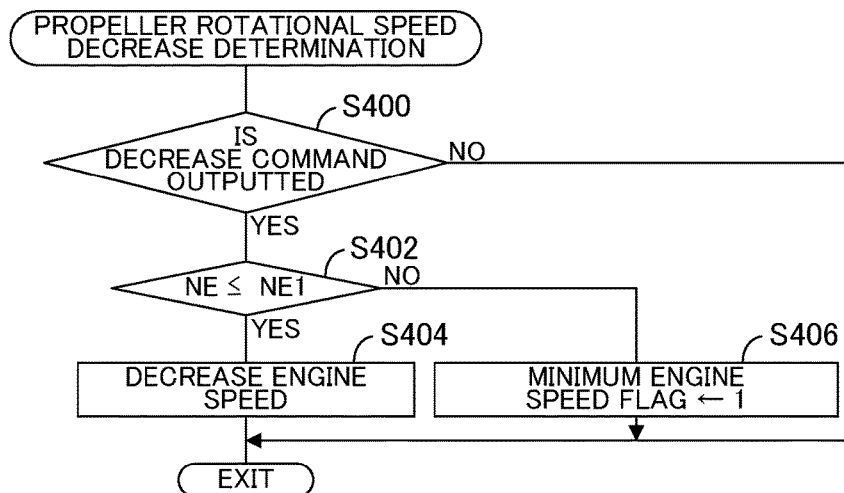 PROPELLER ROTATIONAL SPEED
DECREASE DETERMINATION
S400
IS
DECREASE COMMAND
OUTPUTTED
NO
YES
S402
NE ≦ NE1
NO
YES
S404
DECREASE ENGINE
SPEED
S406
MINIMUM ENGINE
SPEED FLAG ← 1
EXIT